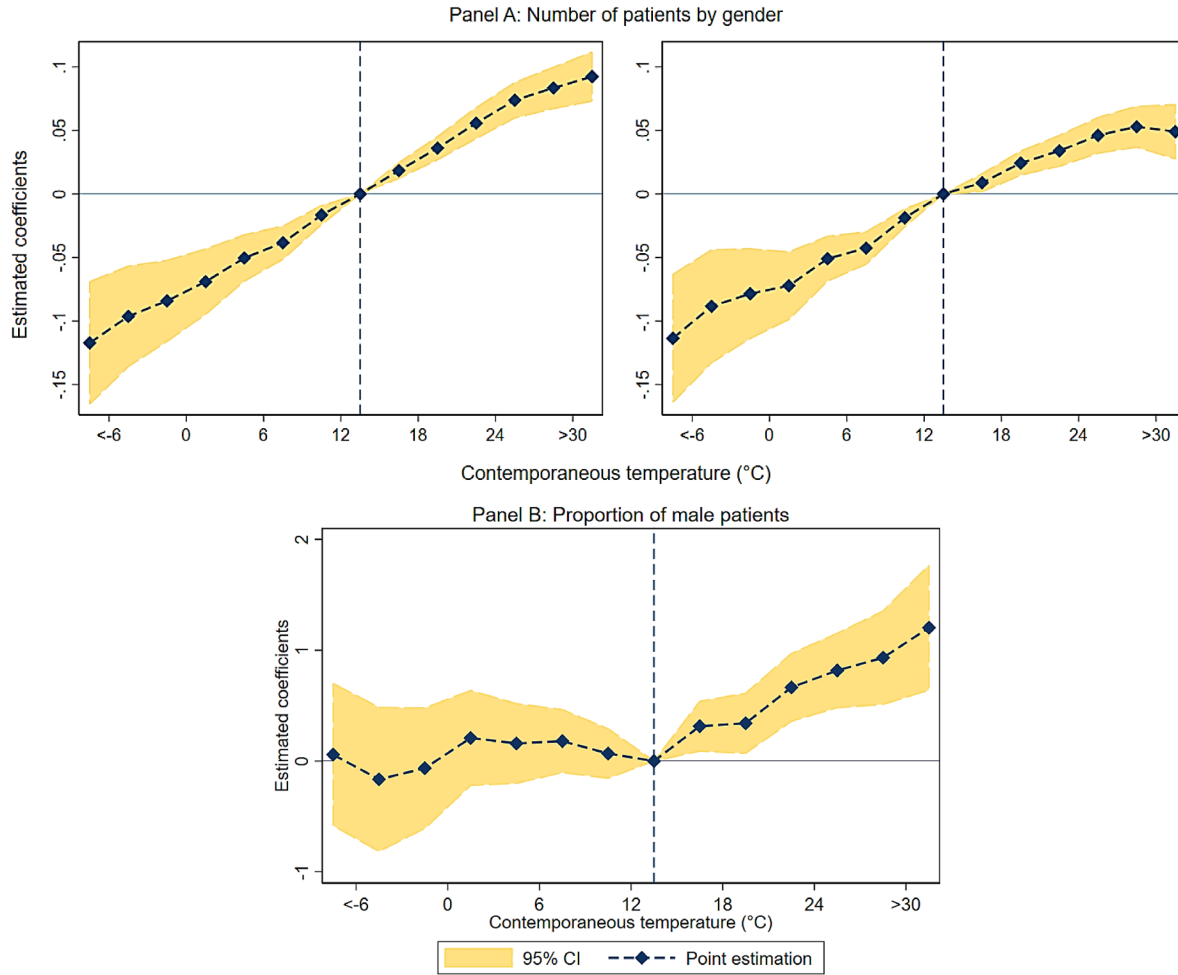 Panel A: Number of patients by gender
Estimated coefficients
.1
.05
0
-.05
-.1
-.15
<-6 0 6 12 18 24 >30
.1
.05
0
-.05
-.1
-.15
<-6 0 6 12 18 24 >30
Contemporaneous temperature (°C)
Panel B: Proportion of male patients
Estimated coefficients
2
1
0
-1
<-6 0 6 12 18 24 >30
Contemporaneous temperature (°C)
95% CI Point estimation